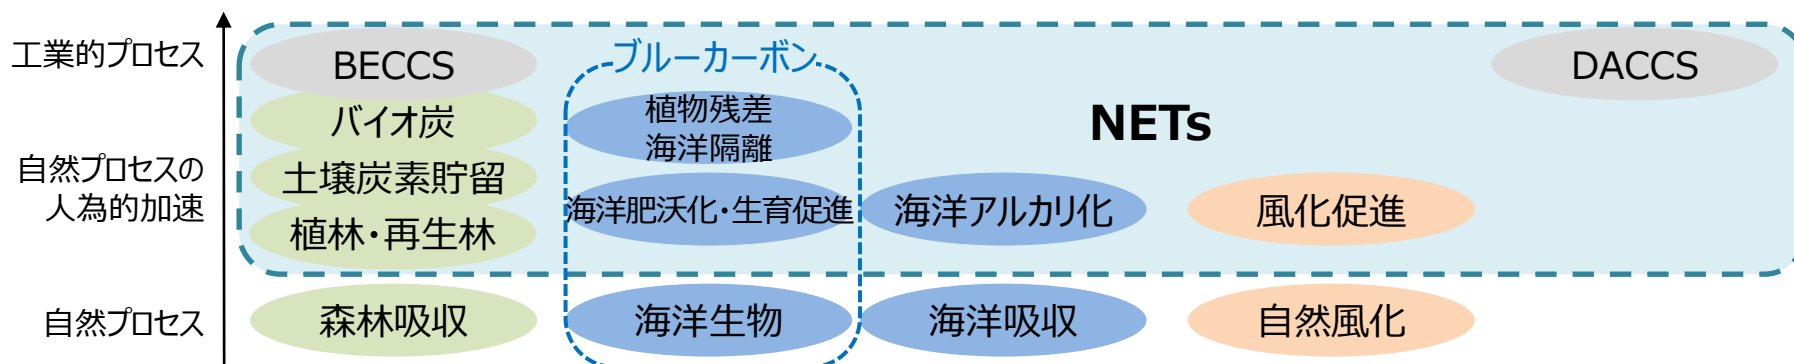 工業的プロセス
BECCS
ブルーカーボン
DACCS
バイオ炭
植物残差
海洋隔離
NETs
自然プロセスの
人為的加速
土壌炭素貯留
植林・再生林
海洋肥沃化・生育促進
海洋アルカリ化
風化促進
自然プロセス
森林吸収
海洋生物
海洋吸収
自然風化